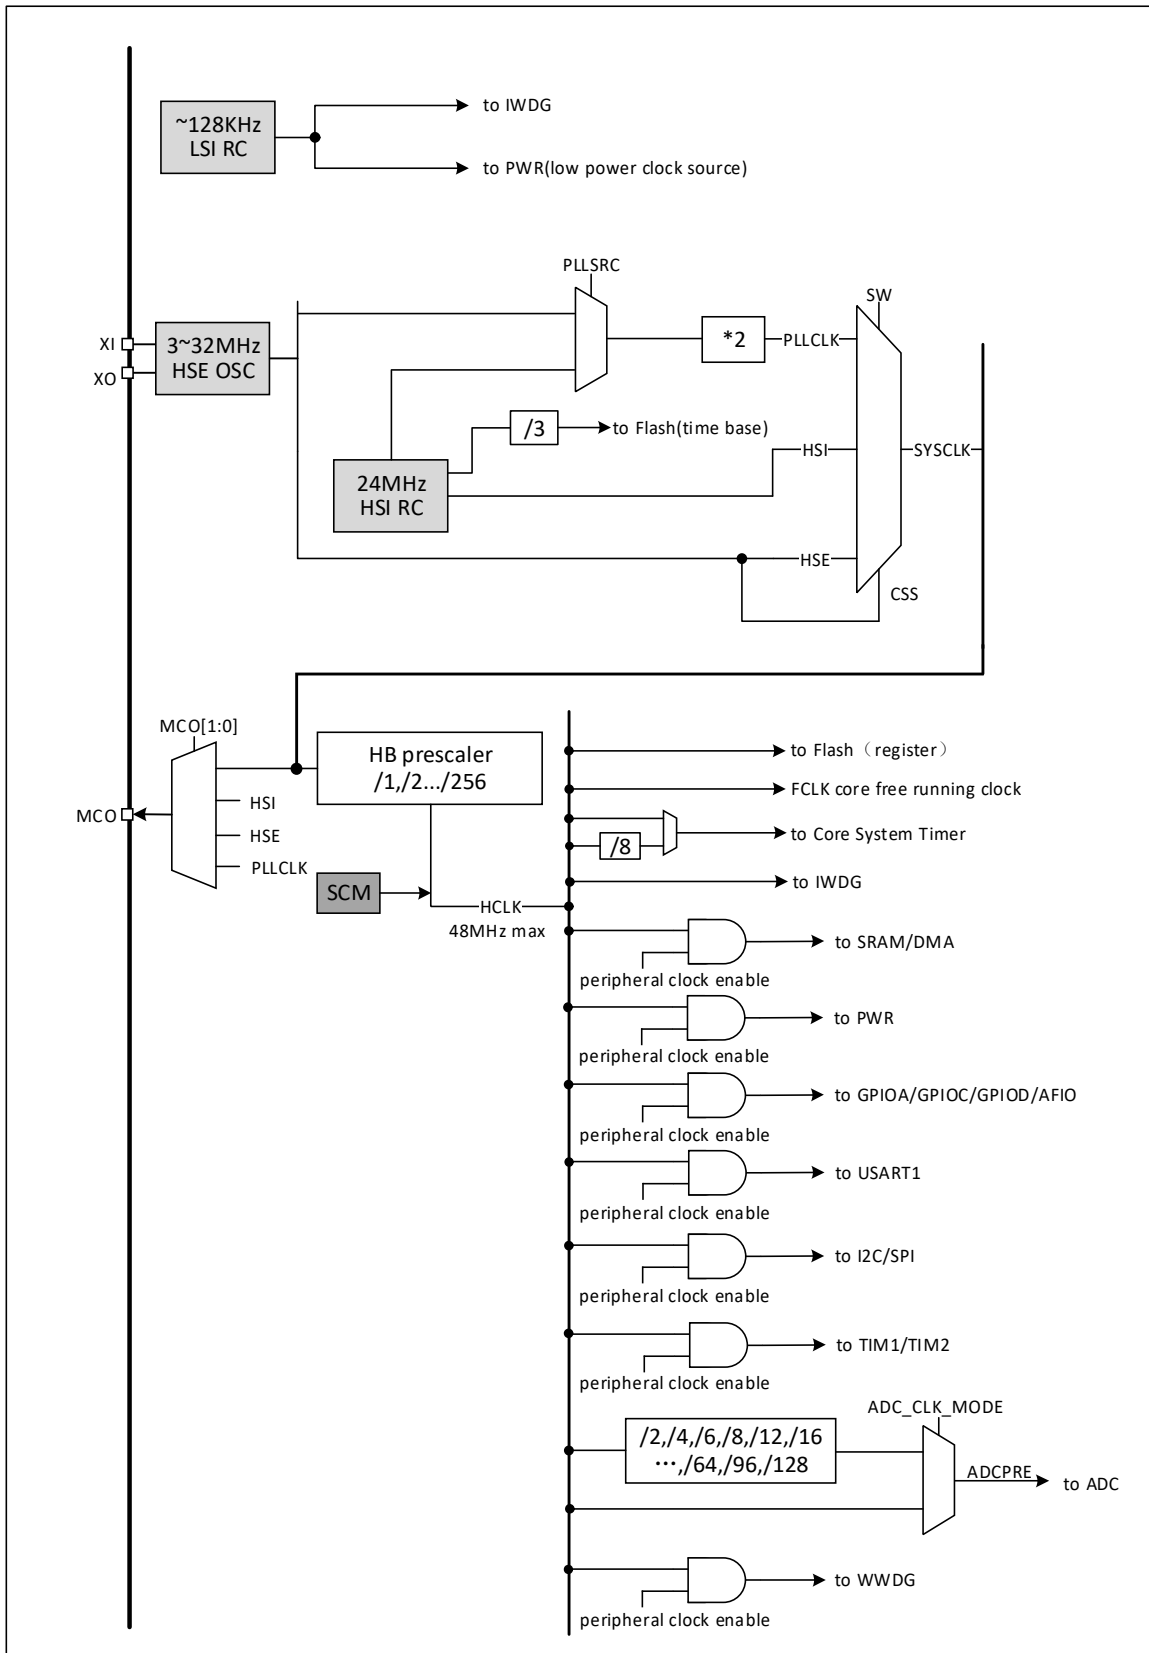 ~128KHz
LSI RC
to IWDG
to PWR(low power clock source)
PLLSRC
SW
XI
XO
3~32MHz
HSE OSC
*2
PLLCLK
/3
to Flash(time base)
24MHz
HSI RC
HSI
SYSCLK
HSE
CSS
MCO[1:0]
HB prescaler
/1,/2.../256
HSI
MCO
HSE
PLLCLK
SCM
HCLK
48MHz max
to Flash（register）
FCLK core free running clock
/8
to Core System Timer
to IWDG
to SRAM/DMA
peripheral clock enable
to PWR
peripheral clock enable
to GPIOA/GPIOC/GPIOD/AFIO
peripheral clock enable
to USART1
peripheral clock enable
to I2C/SPI
peripheral clock enable
to TIM1/TIM2
peripheral clock enable
ADC_CLK_MODE
/2,/4,/6,/8,/12,/16
…,/64,/96,/128
ADCPRE
to ADC
to WWDG
peripheral clock enable